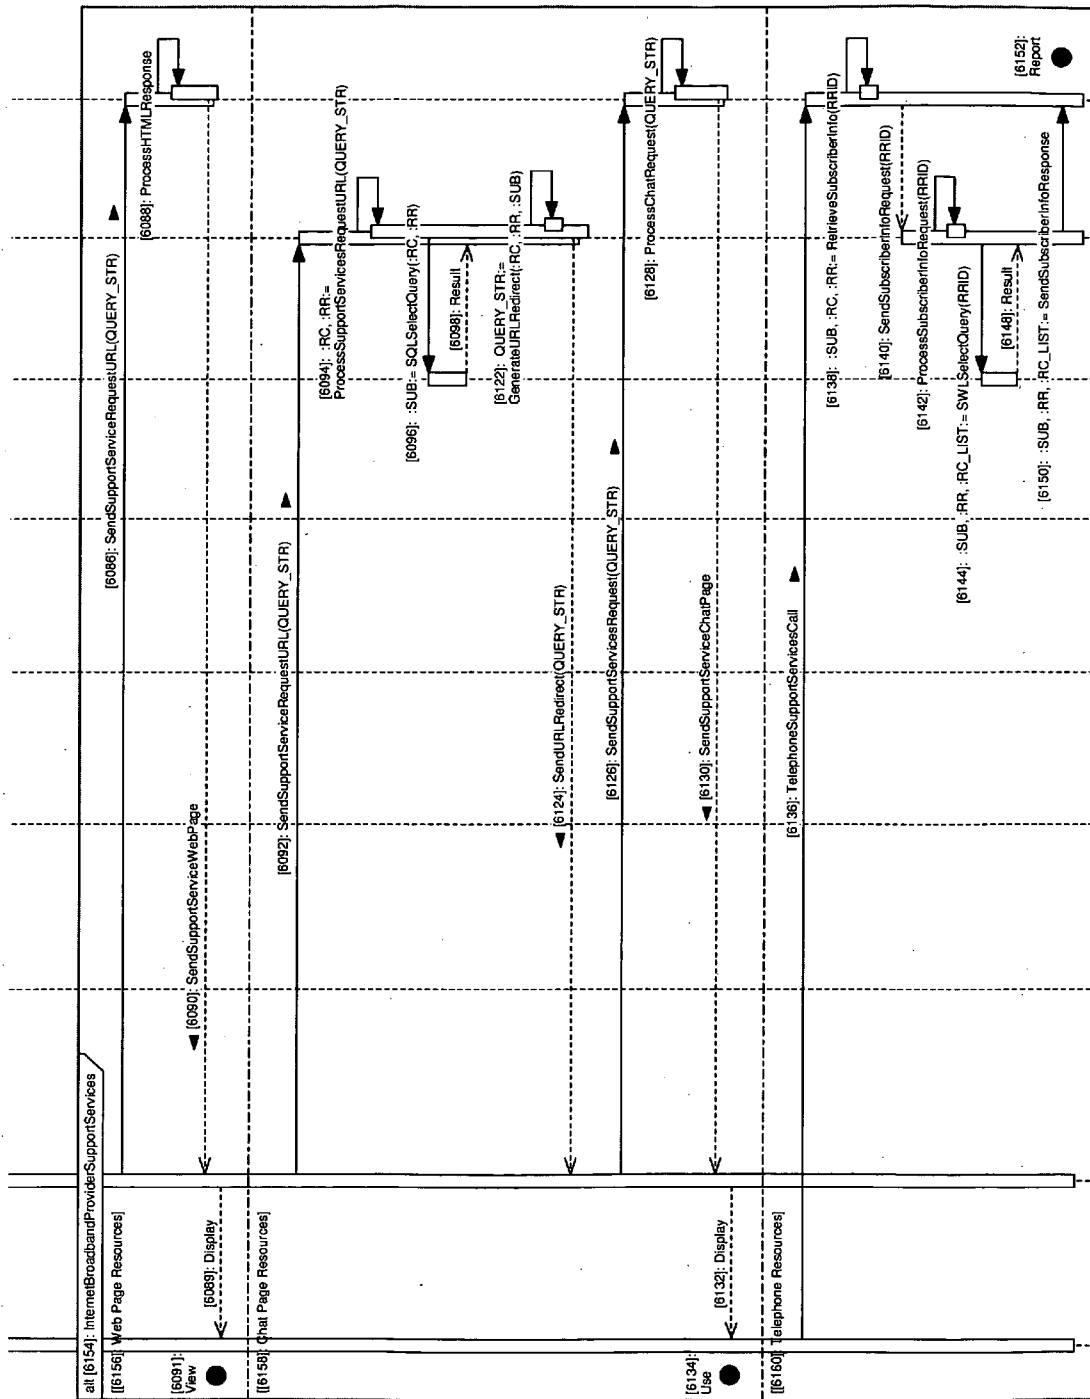 alt [6154]: InternetBroadbandProviderSupportServices
[[6156]: Web Page Resources]
[6086]: SendSupportServiceRequestURL(QUERY_STR)
[6088]: ProcessHTMLResponse
[6090]: SendSupportServiceWebPage
[6089]: Display
[6091]:
View
[[6158]: Chat Page Resources]
[6092]: SendSupportServiceRequestURL(QUERY_STR)
[6094]: :RC, :RR:=
ProcessSupportServicesRequestURL(QUERY_STR)
[6096]: :SUB:= SQLSelectQuery(:RC, :RR)
[6098]: Result
[6122]: QUERY_STR:=
GenerateURLRedirect(:RC, :RR, :SUB)
[6124]: SendURLRedirect(QUERY_STR)
[6126]: SendSupportServicesRequest(QUERY_STR)
[6128]: ProcessChatRequest(QUERY_STR)
[6130]: SendSupportServiceChatPage
[6132]: Display
[6134]:
Use
[[6160]: Telephone Resources]
[6136]: TelephoneSupportServicesCall
[6138]: :SUB, :RC, :RR:= RetrieveSubscriberInfo(RRID)
[6140]: SendSubscriberInfoRequest(RRID)
[6142]: ProcessSubscriberInfoRequest(RRID)
[6144]: :SUB, :RR, :RC_LIST:= SWLSelectQuery(RRID)
[6148]: Result
[6150]: :SUB, :RR, :RC_LIST:= SendSubscriberInfoResponse
[6152]:
Report